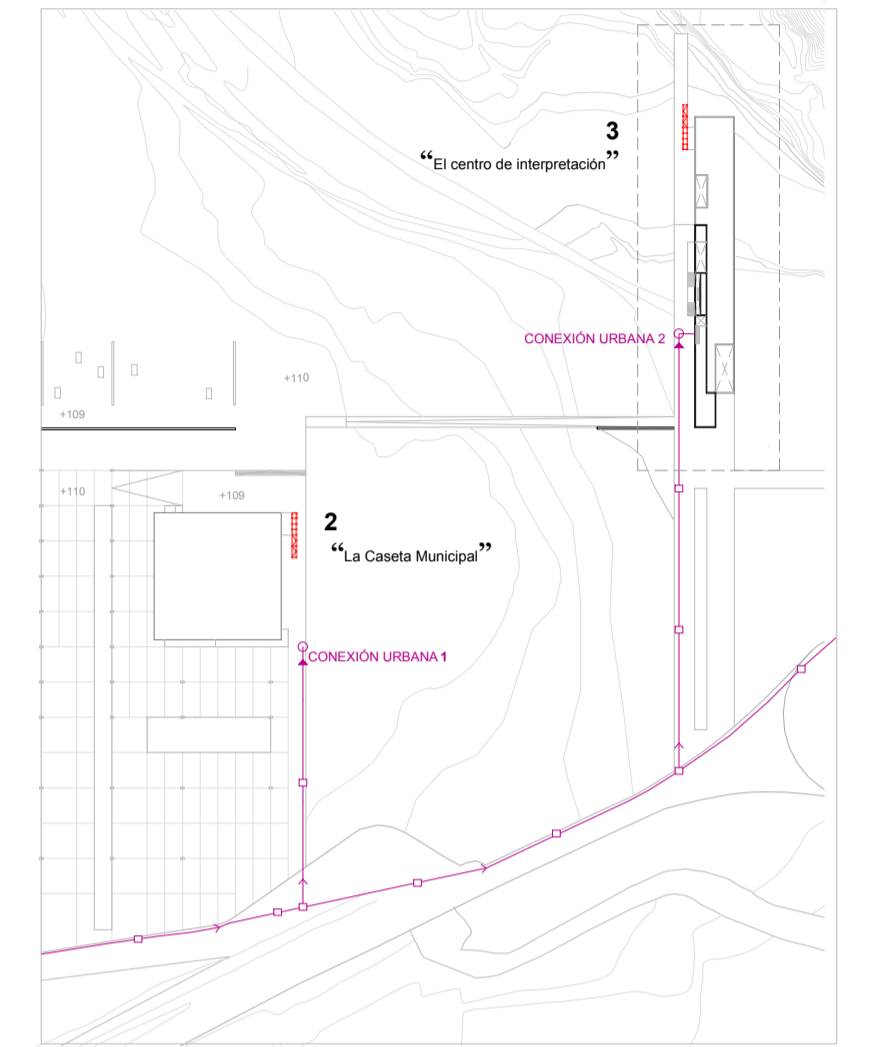 3
“El centro de interpretación”
CONEXIÓN URBANA 2
+110
+109
+110
+109
2
“La Caseta Municipal”
CONEXIÓN URBANA 1